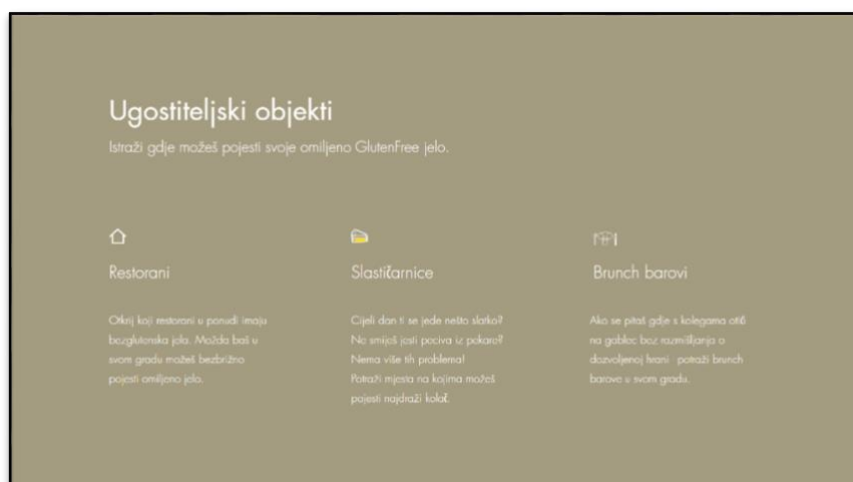 Ugostiteljski objekti
Istraži gdje možeš pojesti svoje omiljeno GlutenFree jelo.
Restorani
Otkrij koji restorani u ponudi imaju
bezglutenska jela. Možda baš u
svom gradu možeš bezbrižno
pojesti omiljeno jelo.
Slastičarnice
Cijeli dan ti se jede nešto slatko?
Ne smiješ jesti peciva iz pekare?
Nema više tih problema!
Potraži mjesta na kojima možeš
pojesti najdraži kolač.
Brunch barovi
Ako se pitaš gdje s kolegama otići
na gablec bez razmišljanja o
dozvoljenoj hrani potraži brunch
barove u svom gradu.